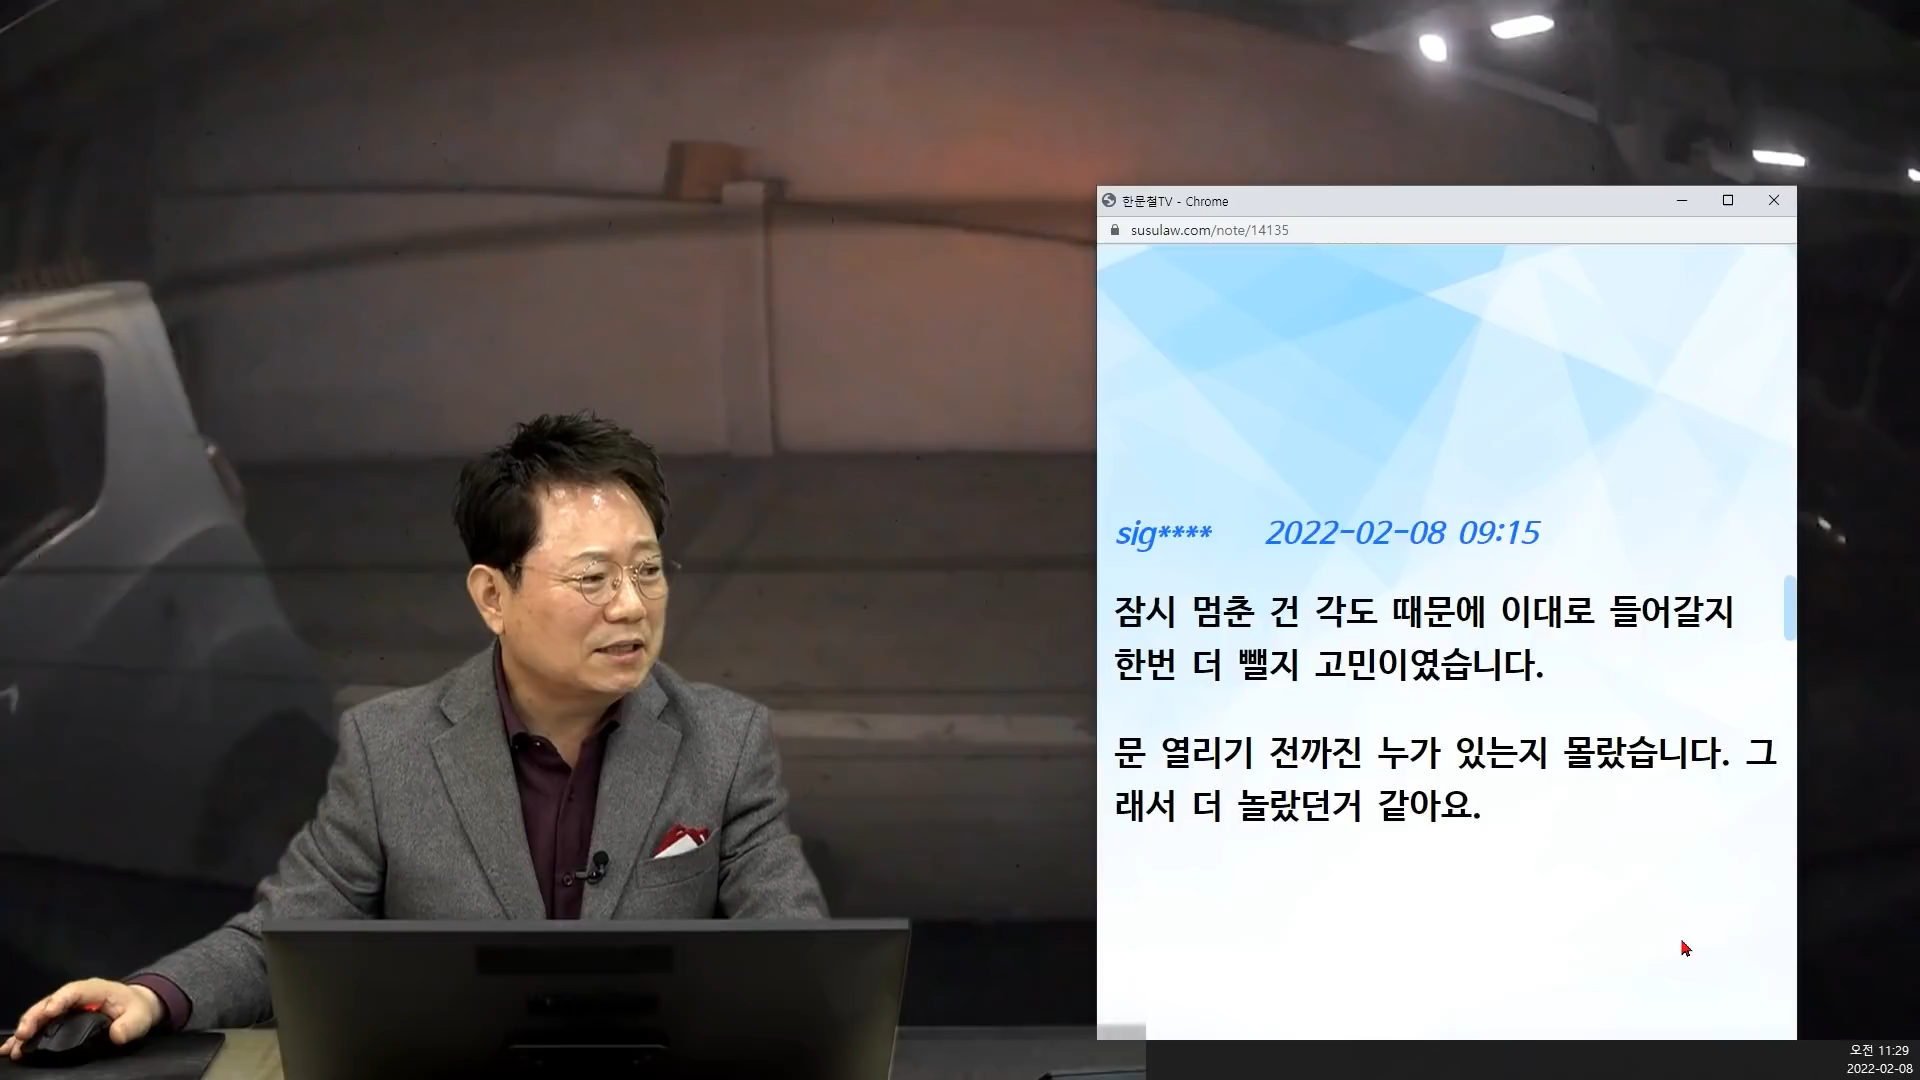 한문철TV - Chrome
susulaw.com/note/14135
sig**** 2022-02-08 09:15
잠시 멈춘 건 각도 때문에 이대로 들어갈지
한번 더 뺄지 고민이였습니다.
문 열리기 전까진 누가 있는지 몰랐습니다. 그
래서 더 놀랐던거 같아요.
오전 11:29
2022-02-08